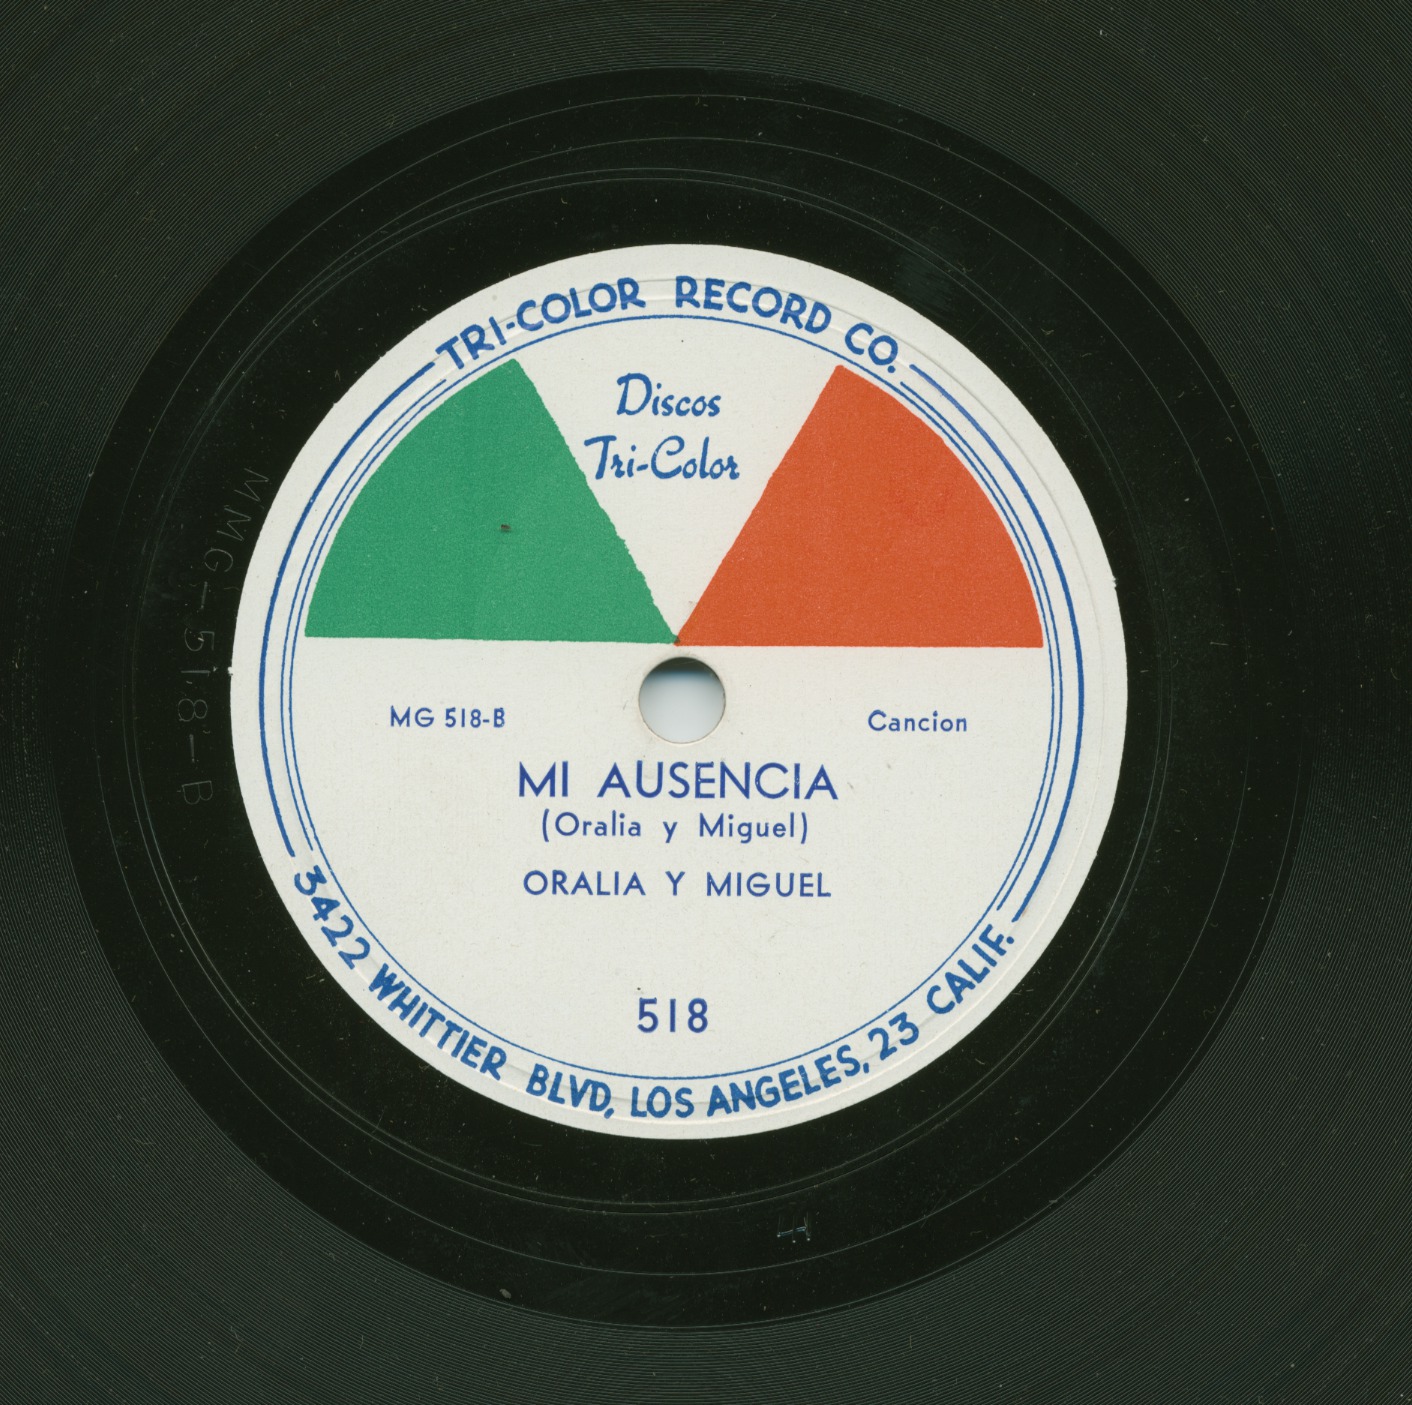 TRI-COLOR RECORD CO.
Discos
Tri-Color
MG 518-B
Cancion
MI AUSENCIA
(Oralia y Miguel)
ORALIA Y MIGUEL
518
3422 WHITTIER BLVD, LOS ANGELES, 23 CALIF.
MMG-518-B